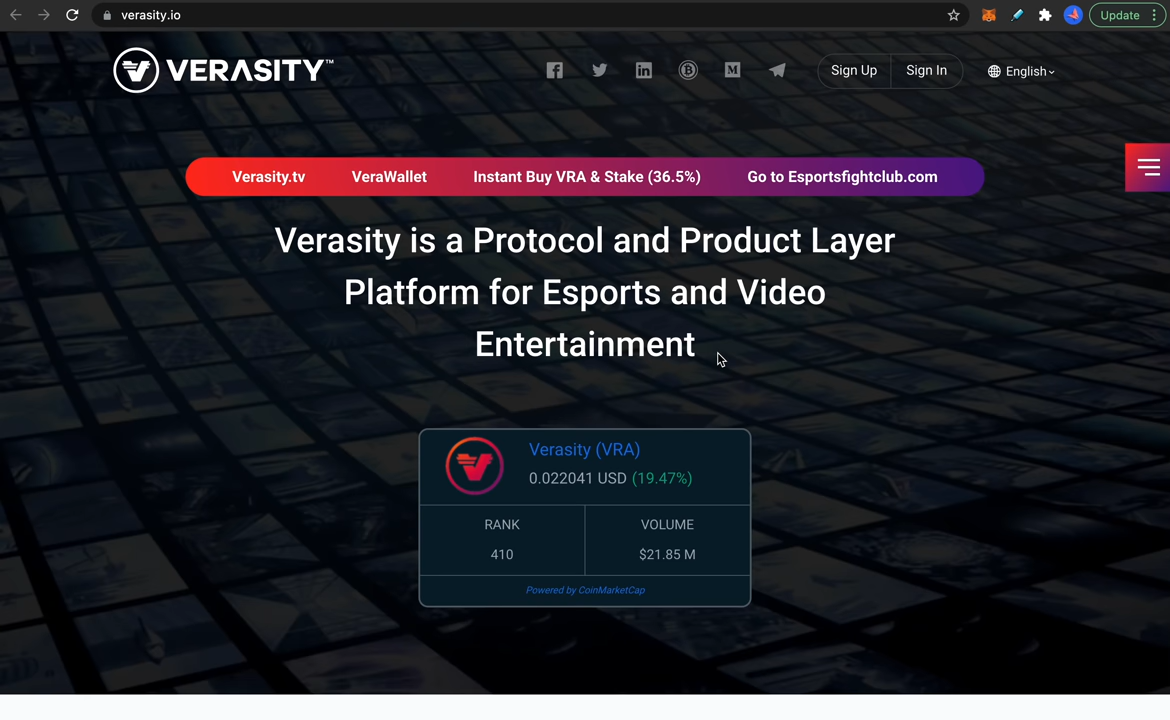 verasity.io
Update
VERASITY™
Sign Up
Sign In
English
Verasity.tv
VeraWallet
Instant Buy VRA & Stake (36.5%)
Go to Esportsfightclub.com
Verasity is a Protocol and Product Layer
Platform for Esports and Video
Entertainment
Verasity (VRA)
0.022041 USD (19.47%)
RANK
VOLUME
410
$21.85 M
Powered by CoinMarketCap